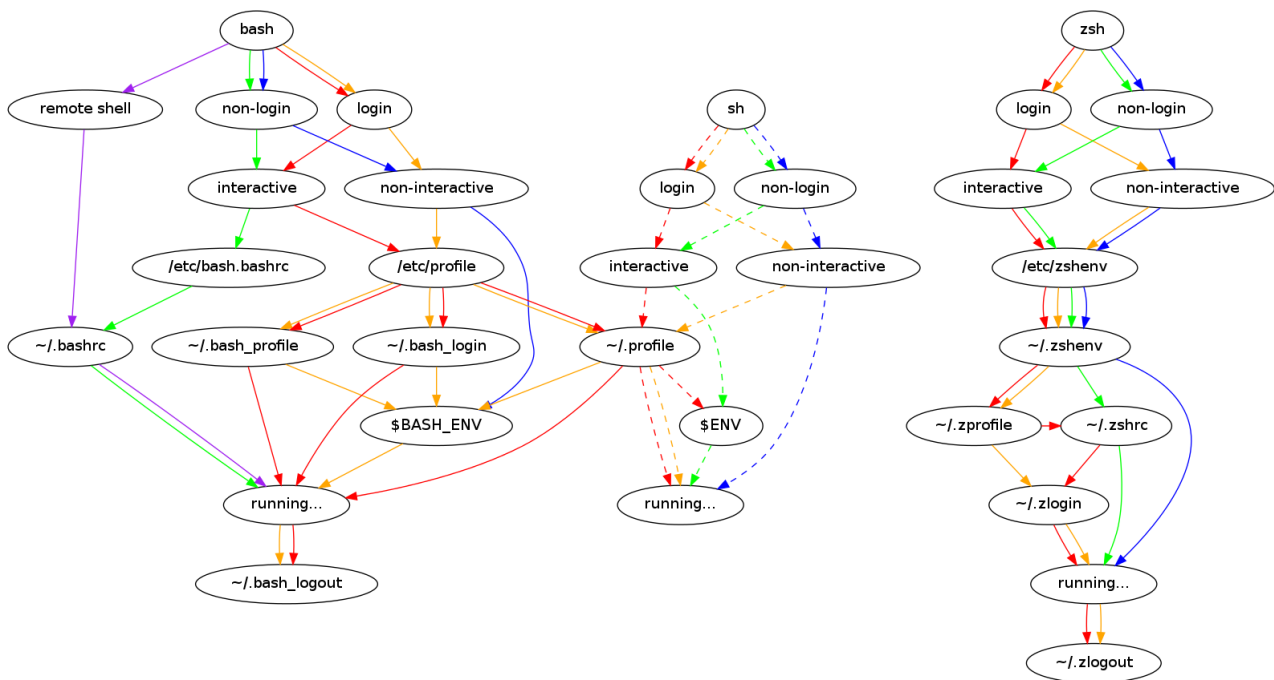 bash
zsh
remote shell
non-login
login
sh
login
non-login
interactive
non-interactive
login
non-login
interactive
non-interactive
/etc/bash.bashrc
/etc/profile
interactive
non-interactive
/etc/zshenv
~/.bashrc
~/.bash_profile
~/.bash_login
~/.profile
~/.zshenv
$BASH_ENV
$ENV
~/.zprofile
~/.zshrc
running...
running...
~/.zlogin
~/.bash_logout
running...
~/.zlogout